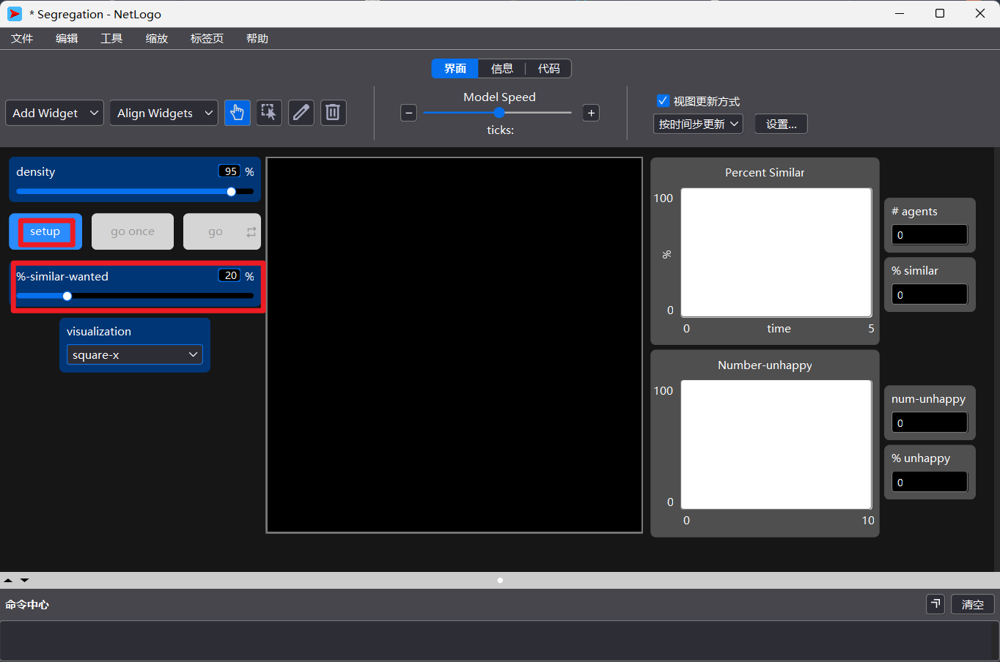 * Segregation - NetLogo
文件 编辑 工具 缩放 标签页 帮助
界面 信息 代码
Add Widget Align Widgets
Model Speed
ticks:
视图更新方式
按时间步更新 设置...
density 95 %
setup go once go
%-similar-wanted 20 %
visualization
square-x
Percent Similar
100
%
0
0 time 5
# agents
0
% similar
0
Number-unhappy
100
0
0 10
num-unhappy
0
% unhappy
0
命令中心
清空